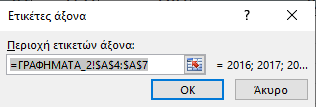 Ετικέτες άξονα
Περιοχή ετικετών άξονα:
=ΓΡΑΦΗΜΑΤΑ_2!$A$4:$A$7 = 2016; 2017; 20...
OK Άκυρο